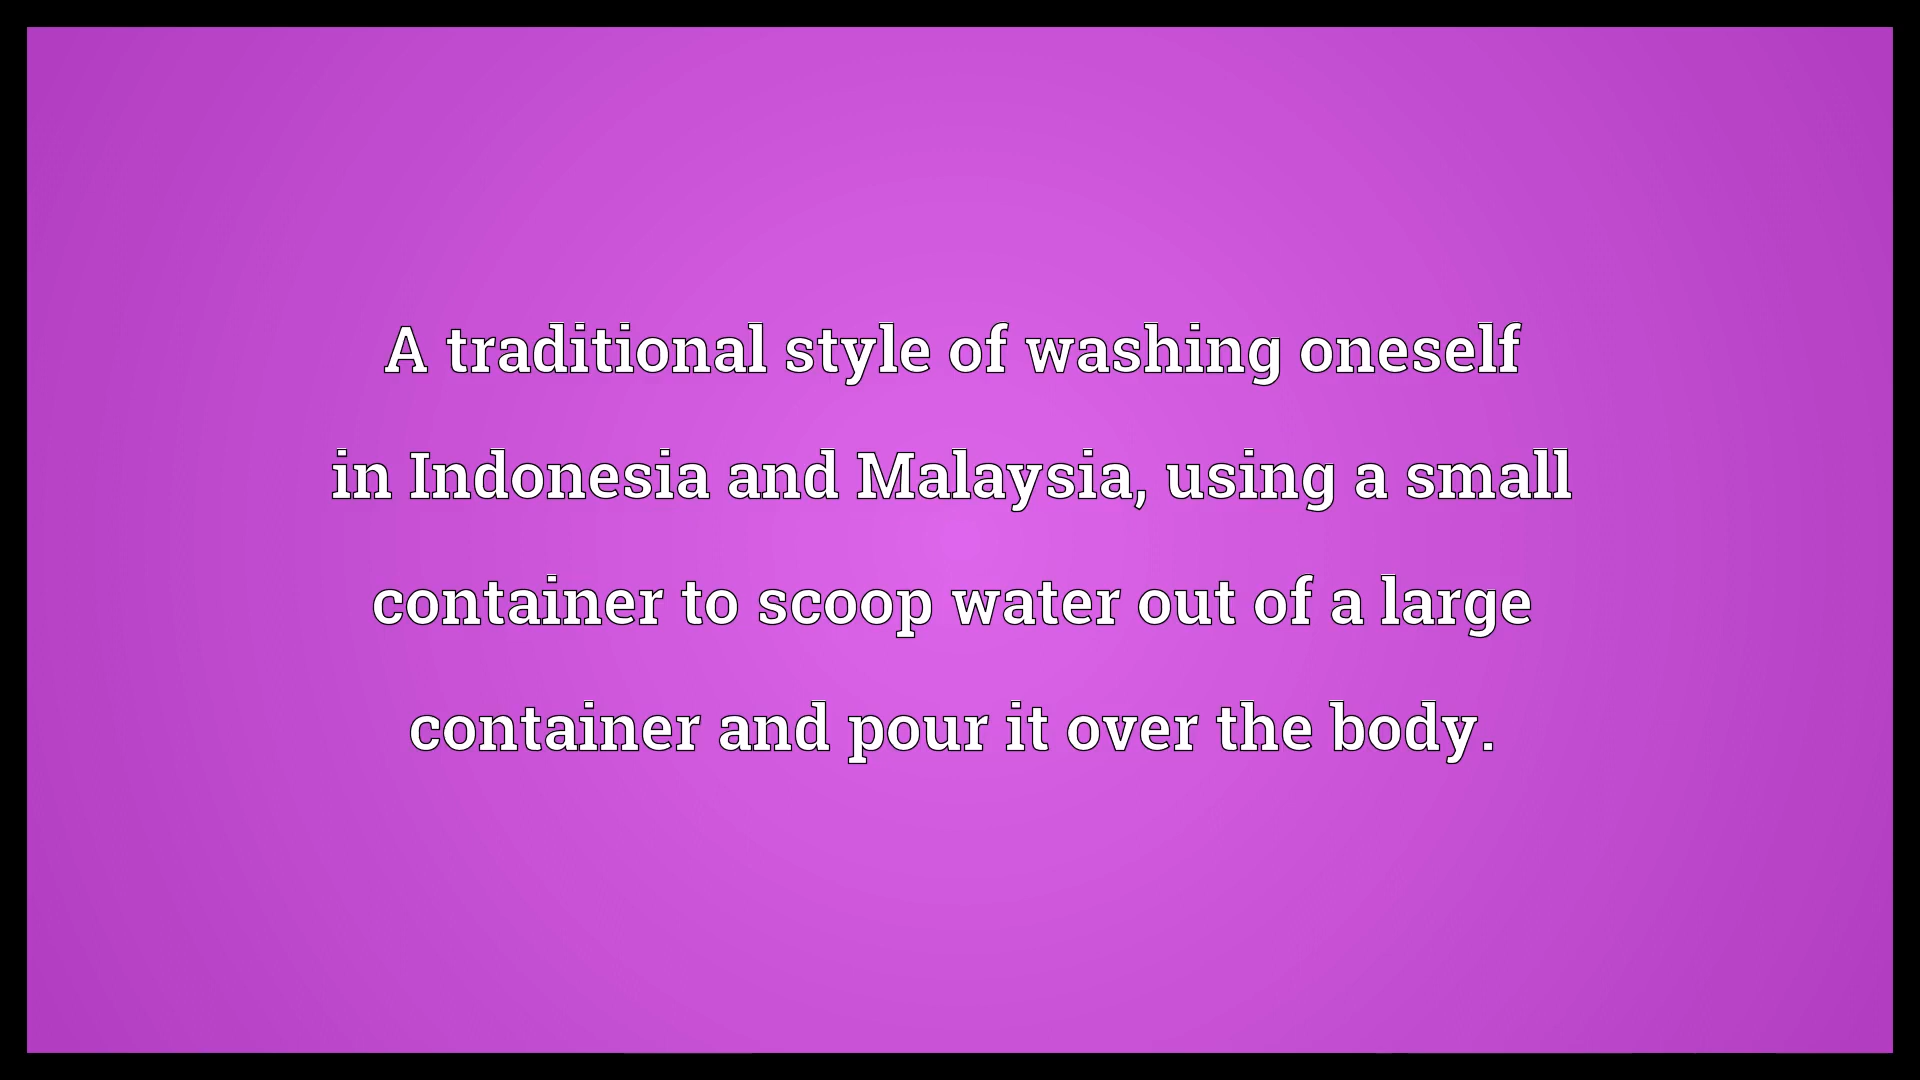 A traditional style of washing oneself
in Indonesia and Malaysia, using a small
container to scoop water out of a large
container and pour it over the body.